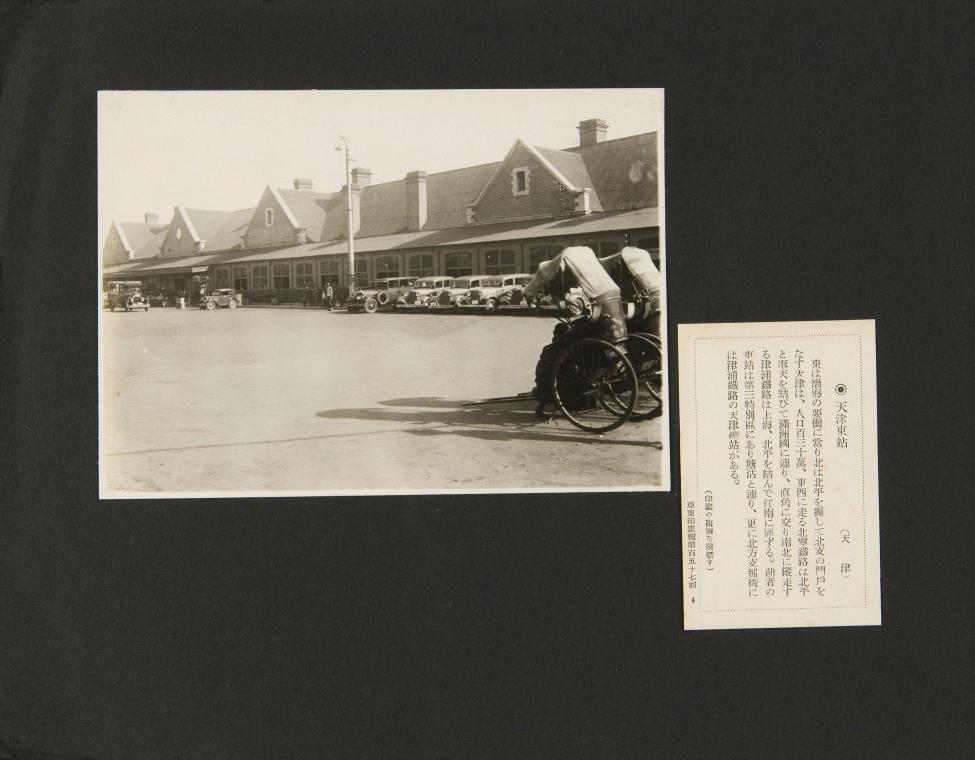 ◉天津東站
(天　津)
東は渤海の要衝に當り北は北平を擁して北支の門戶を
なす天津は、人口百三十萬、東西に走る北寧鐵路は北平
と奉天を結びて滿洲國に連り、直角に交り南北に縱走す
る津浦鐵路は上海、北平を結んで江南に通ずる。前者の
東站は第三特別區にあり塘沽と連り、更に北方支那街に
は津浦鐵路の天津總站がある。
(印畫の複製を嚴禁す)
亞東印畫輯第百五十七回　4